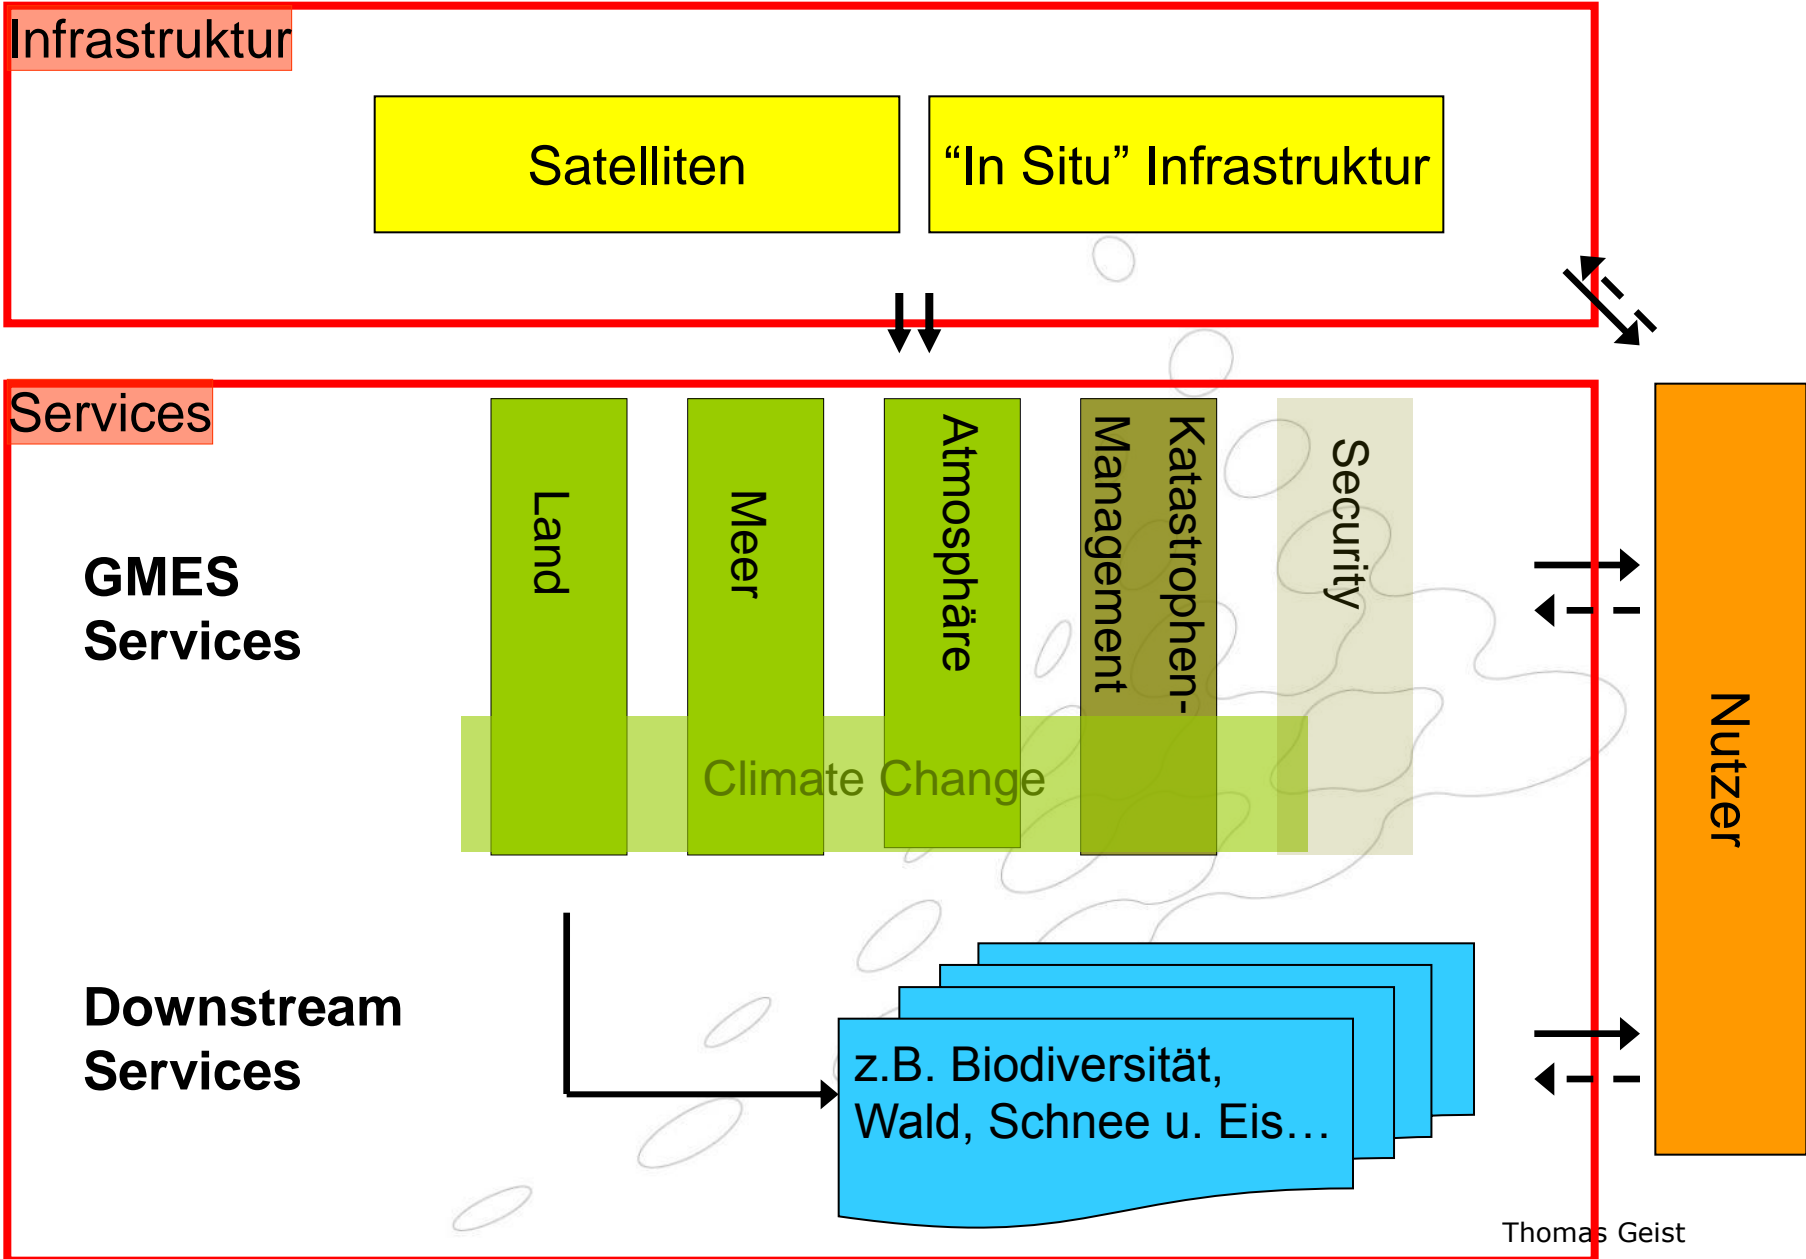 Infrastruktur
Satelliten
“In Situ” Infrastruktur
Services
GMES
Services
Land
Meer
Atmosphäre
Katastrophen-
Management
Security
Climate Change
Nutzer
Downstream
Services
z.B. Biodiversität,
Wald, Schnee u. Eis…
Thomas Geist